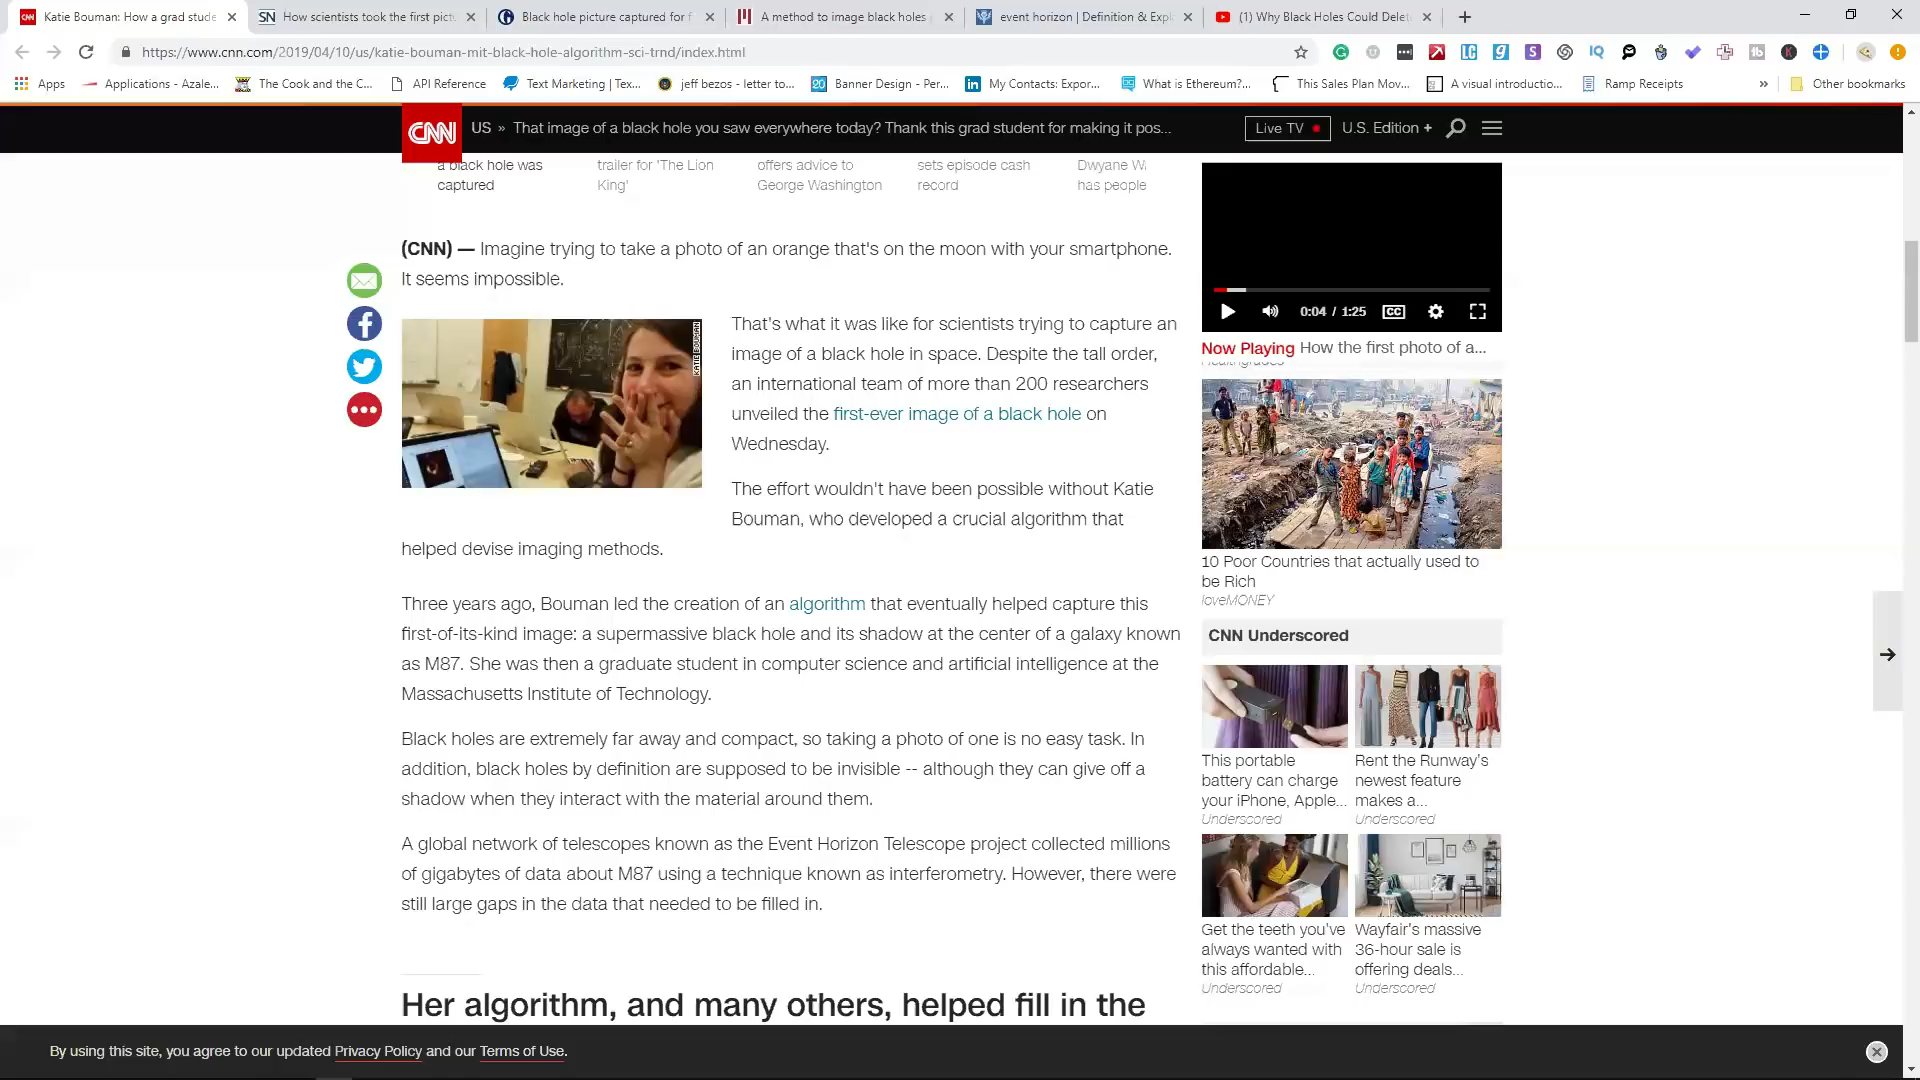 Katie Bouman: How a grad stude
How scientists took the first pict
Black hole picture captured for f
A method to image black holes
event horizon | Definition & Expl
(1) Why Black Holes Could Delet
https://www.cnn.com/2019/04/10/us/katie-bouman-mit-black-hole-algorithm-sci-trnd/index.html
Apps
Applications - Azale...
The Cook and the C...
API Reference
Text Marketing | Tex...
jeff bezos - letter to...
Banner Design - Per...
My Contacts: Expor...
What is Ethereum?...
This Sales Plan Mov...
A visual introductio...
Ramp Receipts
»
Other bookmarks
CNN
US » That image of a black hole you saw everywhere today? Thank this grad student for making it pos...
Live TV
U.S. Edition +
a black hole was
captured
trailer for 'The Lion
King'
offers advice to
George Washington
sets episode cash
record
Dwyane W
has people
(CNN) — Imagine trying to take a photo of an orange that's on the moon with your smartphone.
It seems impossible.
KATIE BOUMAN
That's what it was like for scientists trying to capture an
image of a black hole in space. Despite the tall order,
an international team of more than 200 researchers
unveiled the first-ever image of a black hole on
Wednesday.
The effort wouldn't have been possible without Katie
Bouman, who developed a crucial algorithm that
helped devise imaging methods.
Three years ago, Bouman led the creation of an algorithm that eventually helped capture this
first-of-its-kind image: a supermassive black hole and its shadow at the center of a galaxy known
as M87. She was then a graduate student in computer science and artificial intelligence at the
Massachusetts Institute of Technology.
Black holes are extremely far away and compact, so taking a photo of one is no easy task. In
addition, black holes by definition are supposed to be invisible -- although they can give off a
shadow when they interact with the material around them.
A global network of telescopes known as the Event Horizon Telescope project collected millions
of gigabytes of data about M87 using a technique known as interferometry. However, there were
still large gaps in the data that needed to be filled in.
Her algorithm, and many others, helped fill in the
0:04 / 1:25
CC
Now Playing How the first photo of a...
Healthgrades
10 Poor Countries that actually used to
be Rich
loveMONEY
CNN Underscored
This portable
battery can charge
your iPhone, Apple...
Underscored
Rent the Runway's
newest feature
makes a...
Underscored
Get the teeth you've
always wanted with
this affordable...
Underscored
Wayfair's massive
36-hour sale is
offering deals...
Underscored
By using this site, you agree to our updated Privacy Policy and our Terms of Use.